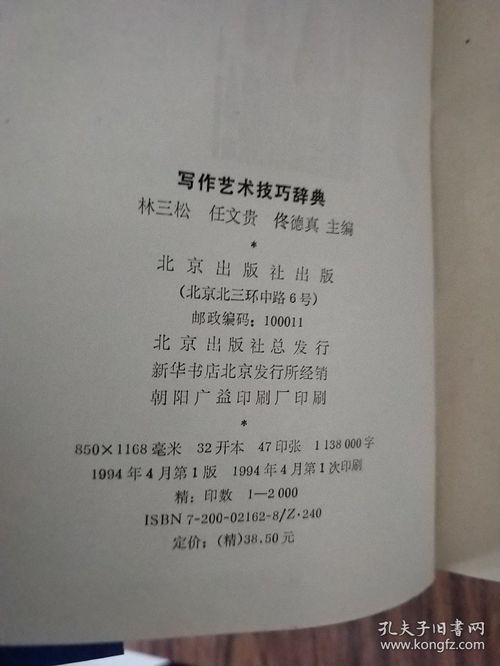 写作艺术技巧辞典
林三松 任文贵 佟德真 主编
*
北京出版社出版
(北京北三环中路6号)
邮政编码:100011
北京出版社总发行
新华书店北京发行所经销
朝阳广益印刷厂印刷
*
850×1168毫米 32开本 47印张 1 138 000字
1994年4月第1版 1994年4月第1次印刷
精:印数 1—2 000
ISBN 7-200-02162-8/Z·240
定价:(精)38.50元
孔夫子旧书网
www.kongfz.com